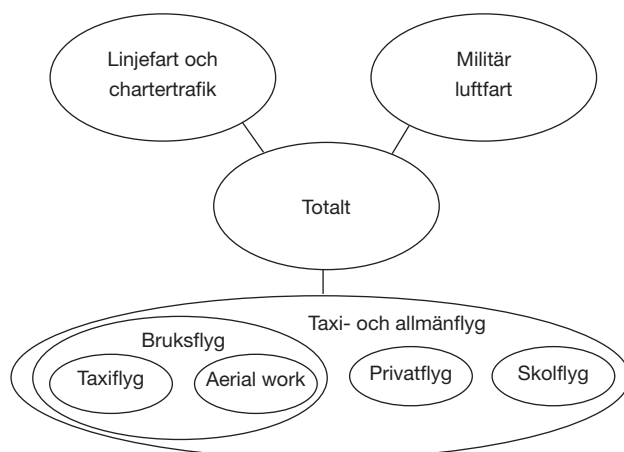 Linjefart och
chartertrafik
Militär
luftfart
Totalt
Taxi- och allmänflyg
Bruksflyg
Taxiflyg
Aerial work
Privatflyg
Skolflyg